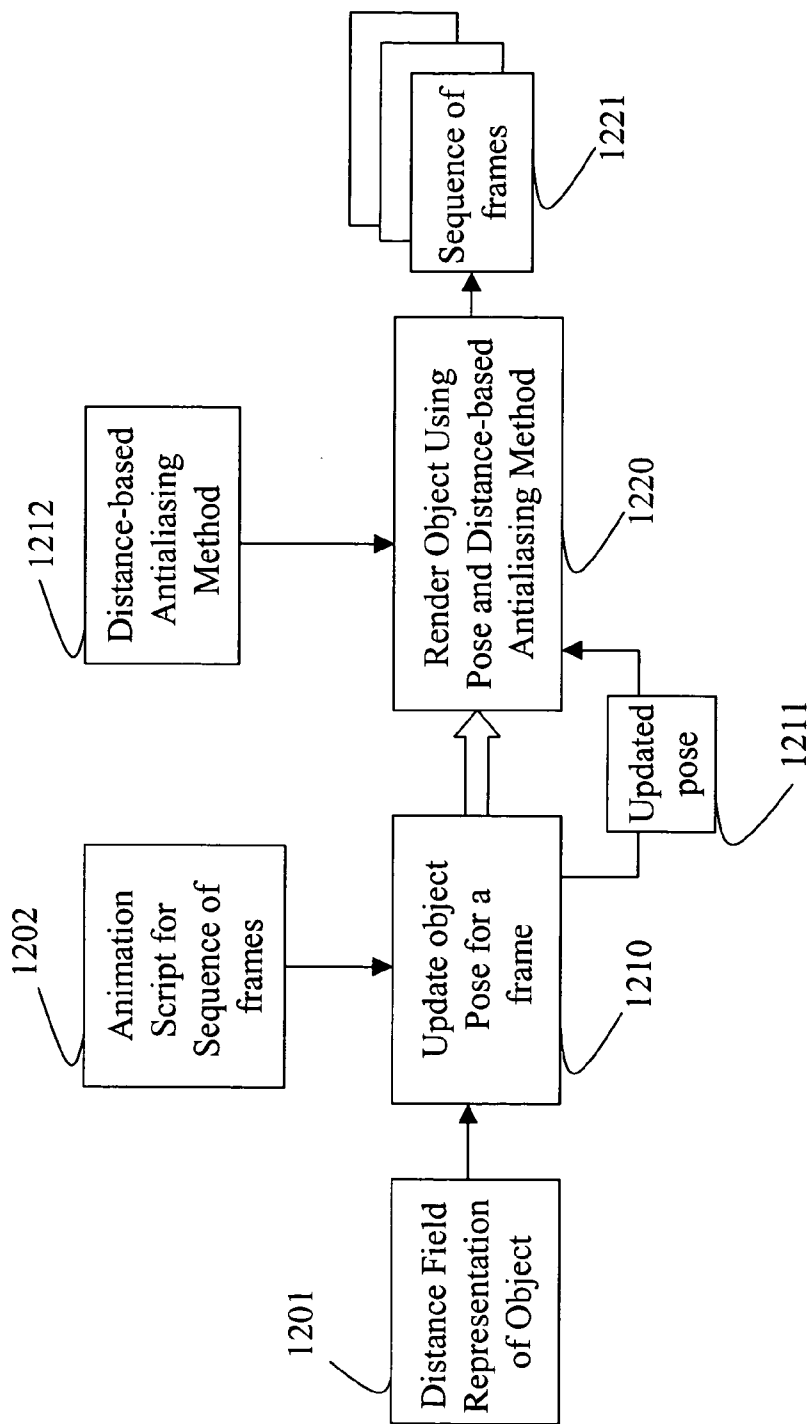 1202
Animation
Script for
Sequence of
frames
1212
Distance-based
Antialiasing
Method
1201
Distance Field
Representation
of Object
Update object
Pose for a
frame
1210
Render Object Using
Pose and Distance-based
Antialiasing Method
1220
Sequence of
frames
1221
Updated
pose
1211